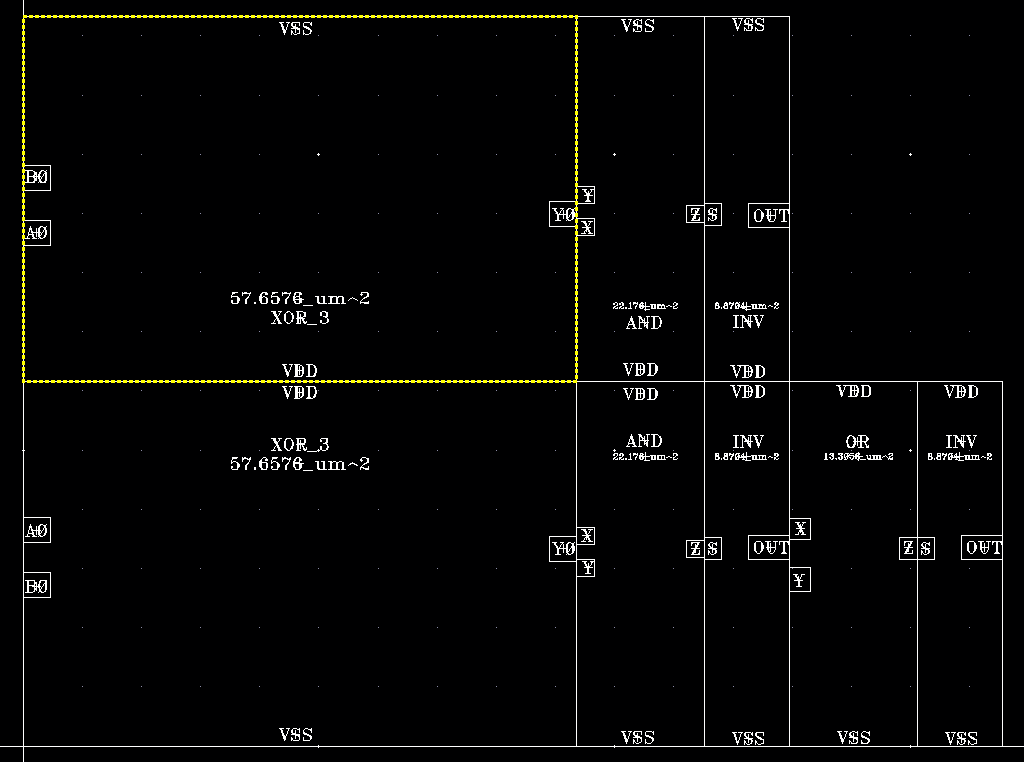 VSS VSS VSS
B0
Y
Y0 Z S OUT
A0 X
57.6576_um~2 22.176_um~2 8.8704_um~2
XOR_3 AND INV
VDD VDD VDD
VDD VDD VDD VDD VDD
XOR_3 AND INV OR INV
57.6576_um~2 22.176_um~2 8.8704_um~2 13.3056_um~2 8.8704_um~2
A0 X X
Y0 Z S OUT Z S OUT
B0 Y Y
VSS VSS VSS VSS VSS